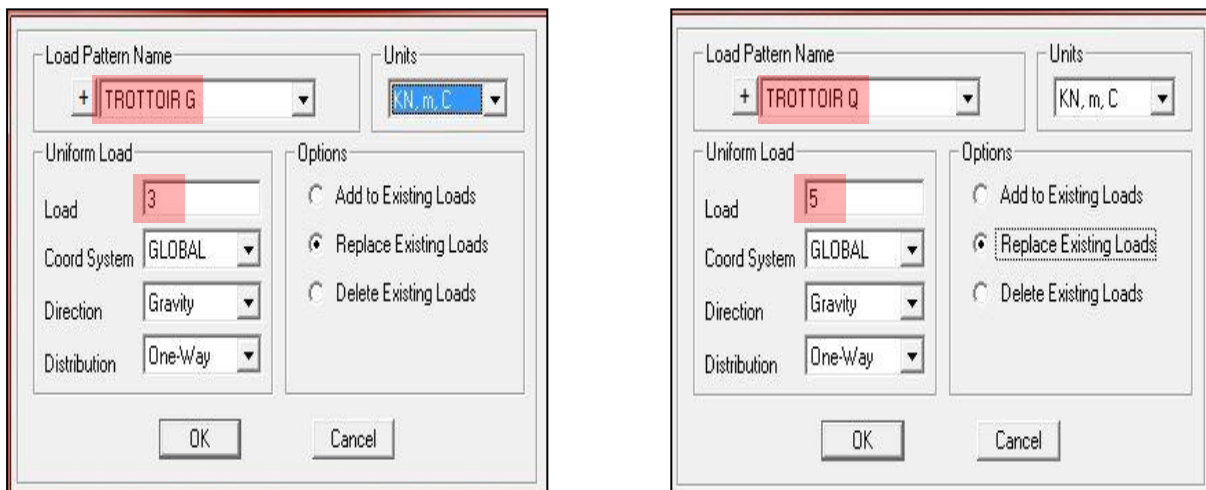 Load Pattern Name
Units
+ TROTTOIR G
KN, m, C
Uniform Load
Load 3
Coord System GLOBAL
Direction Gravity
Distribution One-Way
Options
Add to Existing Loads
Replace Existing Loads
Delete Existing Loads
OK Cancel
Load Pattern Name
Units
+ TROTTOIR Q
KN, m, C
Uniform Load
Load 5
Coord System GLOBAL
Direction Gravity
Distribution One-Way
Options
Add to Existing Loads
Replace Existing Loads
Delete Existing Loads
OK Cancel